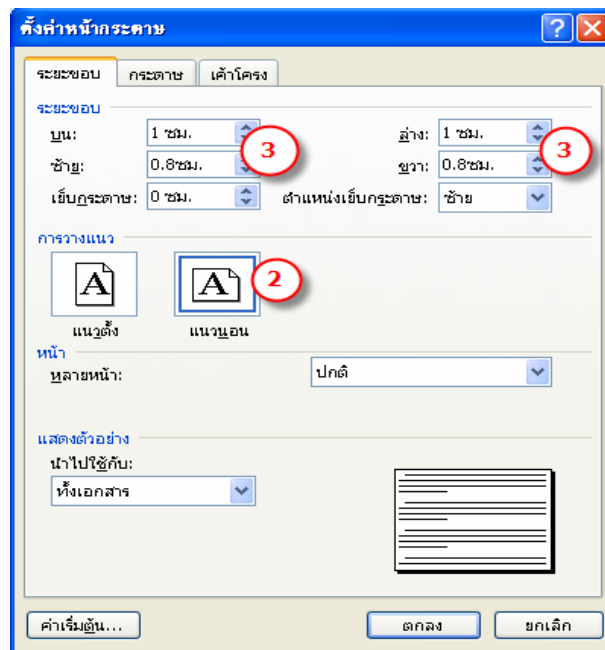 ตั้งค่าหน้ากระดาษ
ระยะขอบ กระดาษ เค้าโครง
ระยะขอบ
บน: 1 ซม. 3 ล่าง: 1 ซม. 3
ซ้าย: 0.8ซม. ขวา: 0.8ซม.
เย็บกระดาษ: 0 ซม. ตำแหน่งเย็บกระดาษ: ซ้าย
การวางแนว
A A 2
แนวตั้ง แนวนอน
หน้า
หลายหน้า: ปกติ
แสดงตัวอย่าง
นำไปใช้กับ:
ทั้งเอกสาร
ค่าเริ่มต้น... ตกลง ยกเลิก